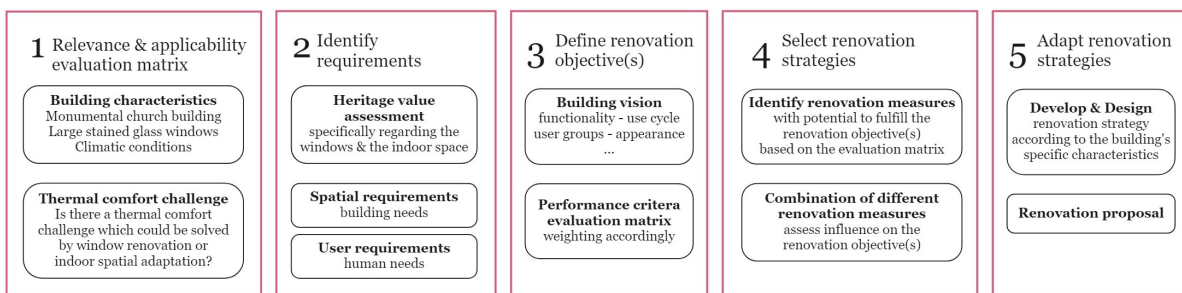 1 Relevance & applicability
evaluation matrix
Building characteristics
Monumental church building
Large stained glass windows
Climatic conditions
Thermal comfort challenge
Is there a thermal comfort
challenge which could be solved
by window renovation or
indoor spatial adaptation?
2 Identify
requirements
Heritage value
assessment
specifically regarding the
windows & the indoor space
Spatial requirements
building needs
User requirements
human needs
3 Define renovation
objective(s)
Building vision
functionality - use cycle
user groups - appearance
...
Performance critera
evaluation matrix
weighting accordingly
4 Select renovation
strategies
Identify renovation measures
with potential to fulfill the
renovation objective(s)
based on the evaluation matrix
Combination of different
renovation measures
assess influence on the
renovation objective(s)
5 Adapt renovation
strategies
Develop & Design
renovation strategy
according to the building's
specific characteristics
Renovation proposal